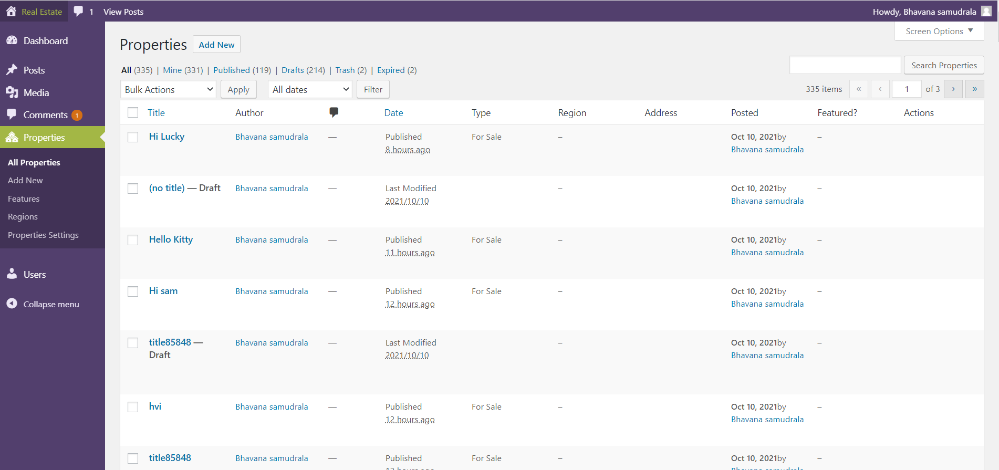 Real Estate 1 View Posts Howdy, Bhavana samudrala
Screen Options ▼
Dashboard
Posts
Media
Comments 1
Properties
All Properties
Add New
Features
Regions
Properties Settings
Users
Collapse menu
Properties Add New
All (335) | Mine (331) | Published (119) | Drafts (214) | Trash (2) | Expired (2)
Search Properties
Bulk Actions Apply All dates Filter 335 items « ‹ 1 of 3 › »
Title Author Date Type Region Address Posted Featured? Actions
Hi Lucky Bhavana samudrala — Published For Sale – Oct 10, 2021by –
8 hours ago Bhavana samudrala
(no title) — Draft Bhavana samudrala — Last Modified – Oct 10, 2021by –
2021/10/10 Bhavana samudrala
Hello Kitty Bhavana samudrala — Published For Sale – Oct 10, 2021by –
11 hours ago Bhavana samudrala
Hi sam Bhavana samudrala — Published For Sale – Oct 10, 2021by –
12 hours ago Bhavana samudrala
title85848 — Bhavana samudrala — Last Modified – Oct 10, 2021by –
Draft 2021/10/10 Bhavana samudrala
hvi Bhavana samudrala — Published For Sale – Oct 10, 2021by –
12 hours ago Bhavana samudrala
title85848 Bhavana samudrala — Published For Sale – Oct 10, 2021by –